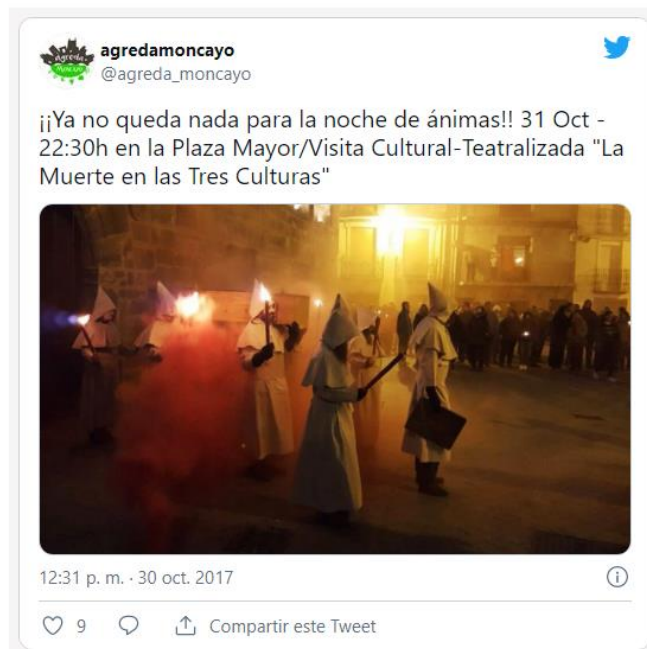 agredamoncayo
@agreda_moncayo
¡¡Ya no queda nada para la noche de ánimas!! 31 Oct -
22:30h en la Plaza Mayor/Visita Cultural-Teatralizada "La
Muerte en las Tres Culturas"
12:31 p. m. · 30 oct. 2017
9
Compartir este Tweet